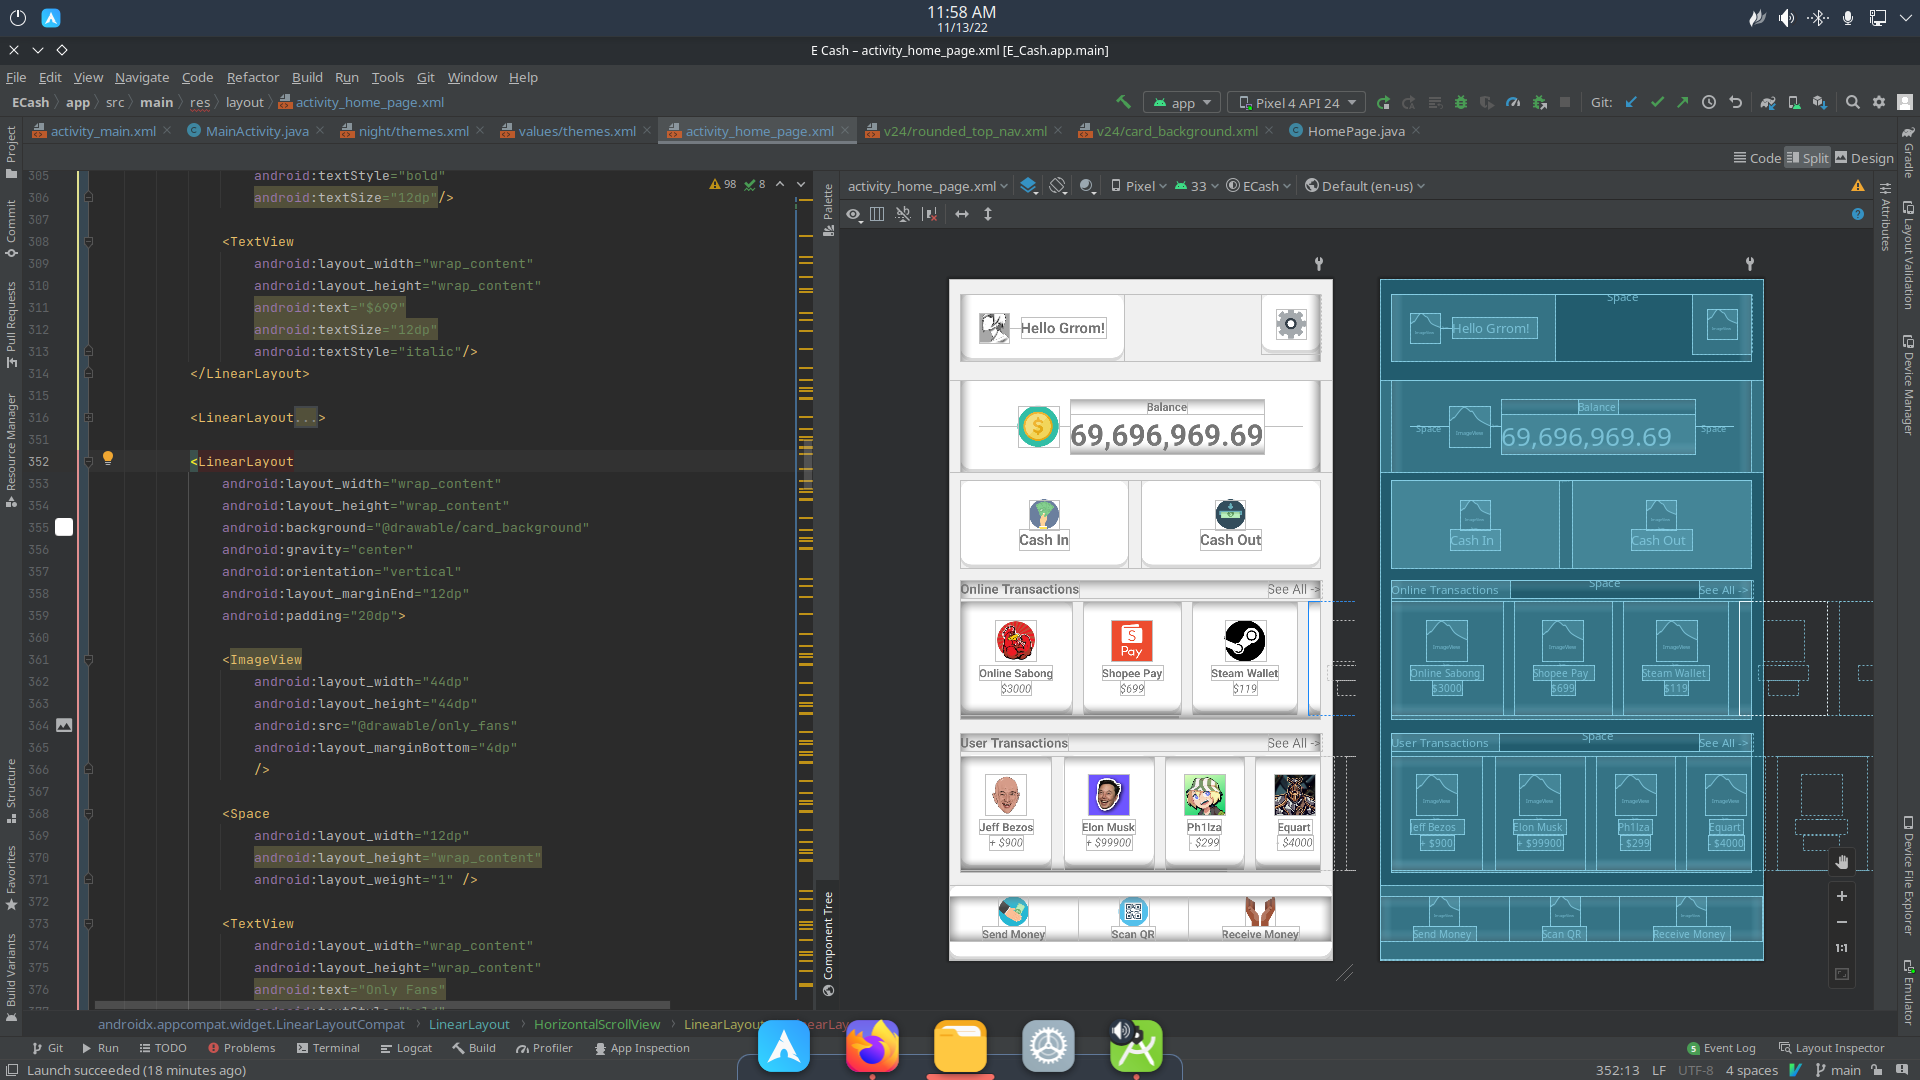 11:58 AM
11/13/22
E Cash – activity_home_page.xml [E_Cash.app.main]
File Edit View Navigate Code Refactor Build Run Tools Git Window Help
ECash app src main res layout activity_home_page.xml
app Pixel 4 API 24 Git:
activity_main.xml MainActivity.java night/themes.xml values/themes.xml activity_home_page.xml v24/rounded_top_nav.xml v24/card_background.xml HomePage.java
Code Split Design
Project
Commit
Pull Requests
Resource Manager
Structure
Favorites
Build Variants
98 8
305 android:textStyle="bold"
306 android:textSize="12dp"/>
307
308 <TextView
309 android:layout_width="wrap_content"
310 android:layout_height="wrap_content"
311 android:text="$699"
312 android:textSize="12dp"
313 android:textStyle="italic"/>
314 </LinearLayout>
315
316 <LinearLayout...>
351
352 <LinearLayout
353 android:layout_width="wrap_content"
354 android:layout_height="wrap_content"
355 android:background="@drawable/card_background"
356 android:gravity="center"
357 android:orientation="vertical"
358 android:layout_marginEnd="12dp"
359 android:padding="20dp">
360
361 <ImageView
362 android:layout_width="44dp"
363 android:layout_height="44dp"
364 android:src="@drawable/only_fans"
365 android:layout_marginBottom="4dp"
366 />
367
368 <Space
369 android:layout_width="12dp"
370 android:layout_height="wrap_content"
371 android:layout_weight="1" />
372
373 <TextView
374 android:layout_width="wrap_content"
375 android:layout_height="wrap_content"
376 android:text="Only Fans"
Palette
Component Tree
activity_home_page.xml Pixel 33 ECash Default (en-us)
Hello Grrom!
Balance
69,696,969.69
Cash In Cash Out
Online Transactions See All ->
Online Sabong Shopee Pay Steam Wallet
$3000 $699 $119
User Transactions See All ->
Jeff Bezos Elon Musk Ph1lza Equart
+ $900 + $99900 - $299 $4000
Send Money Scan QR Receive Money
S
Pay
Space
Hello Grrom!
Balance
Space 69,696,969.69 Space
Cash In Cash Out
Online Transactions Space See All ->
Online Sabong Shopee Pay Steam Wallet
$3000 $699 $119
User Transactions Space See All ->
Jeff Bezos Elon Musk Ph1lza Equart
+ $900 + $99900 - $299 - $4000
Send Money Scan QR Receive Money
1:1
Attributes
Gradle
Layout Validation
Device Manager
Device File Explorer
Emulator
androidx.appcompat.widget.LinearLayoutCompat LinearLayout HorizontalScrollView LinearLayou
Git Run TODO Problems Terminal Logcat Build Profiler App Inspection 5 Event Log Layout Inspector
Launch succeeded (18 minutes ago) 352:13 LF UTF-8 4 spaces main